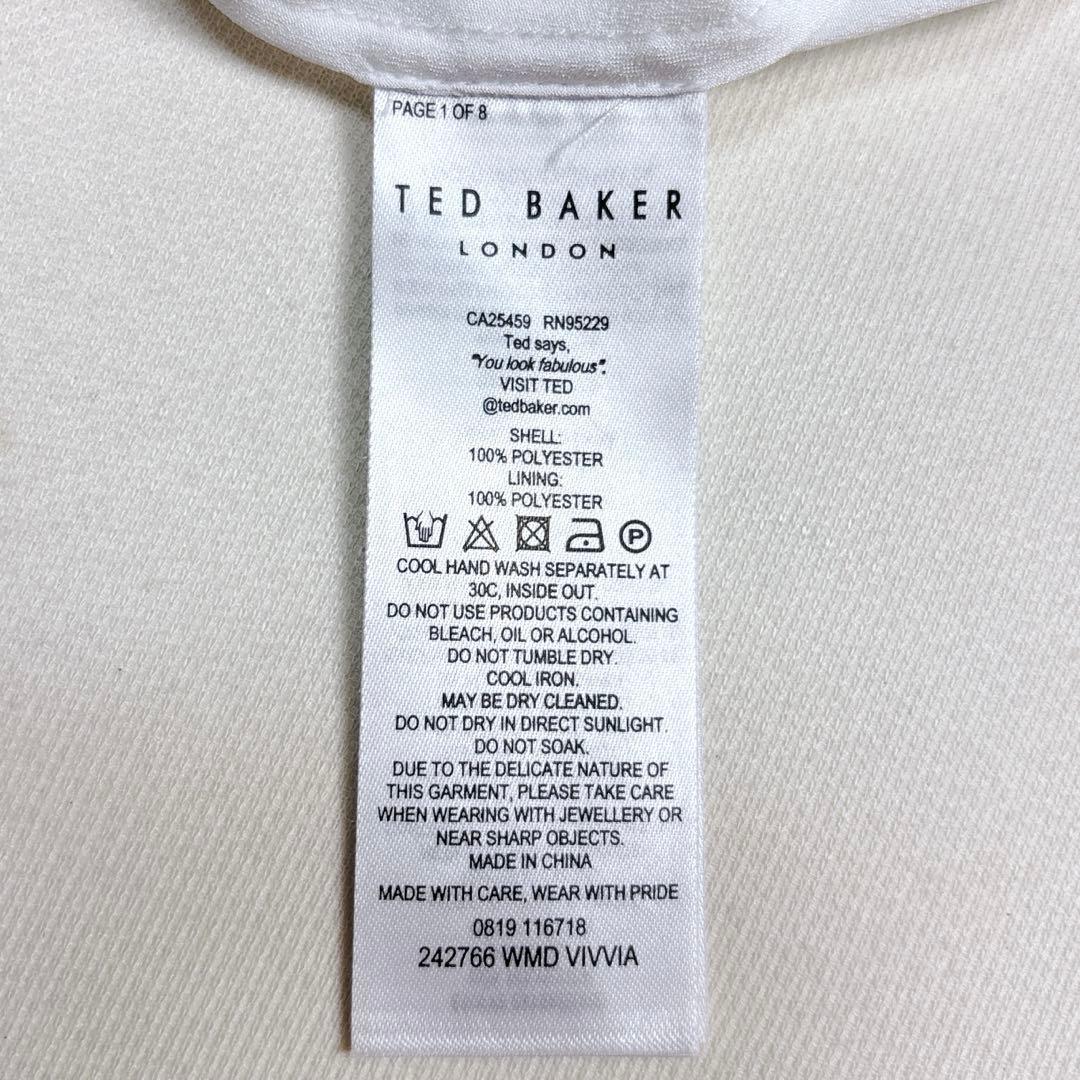 PAGE 1 OF 8
TED BAKER
LONDON
CA25459 RN95229
Ted says,
"You look fabulous".
VISIT TED
@tedbaker.com
SHELL:
100% POLYESTER
LINING:
100% POLYESTER
P
COOL HAND WASH SEPARATELY AT
30C, INSIDE OUT.
DO NOT USE PRODUCTS CONTAINING
BLEACH, OIL OR ALCOHOL.
DO NOT TUMBLE DRY.
COOL IRON.
MAY BE DRY CLEANED.
DO NOT DRY IN DIRECT SUNLIGHT.
DO NOT SOAK.
DUE TO THE DELICATE NATURE OF
THIS GARMENT, PLEASE TAKE CARE
WHEN WEARING WITH JEWELLERY OR
NEAR SHARP OBJECTS.
MADE IN CHINA
MADE WITH CARE, WEAR WITH PRIDE
0819 116718
242766 WMD VIVVIA